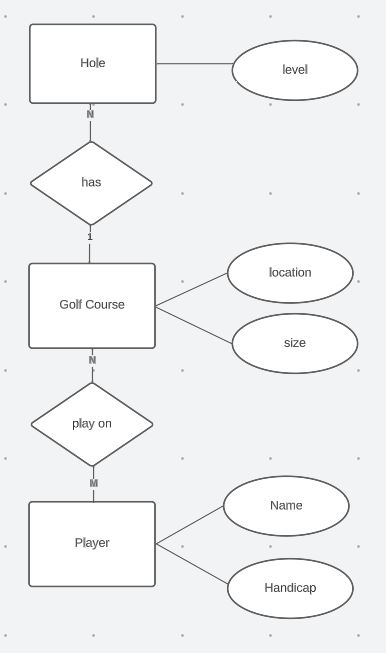 Hole
level
N
has
1
location
Golf Course
size
N
play on
M
Name
Player
Handicap